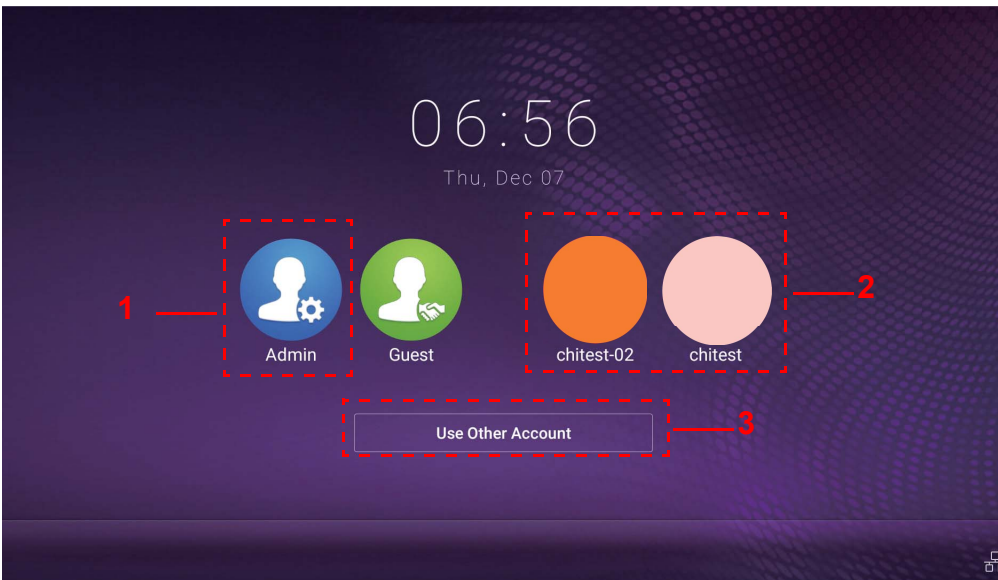 06:56
Thu, Dec 07
1
2
Admin
Guest
chitest-02
chitest
Use Other Account
3